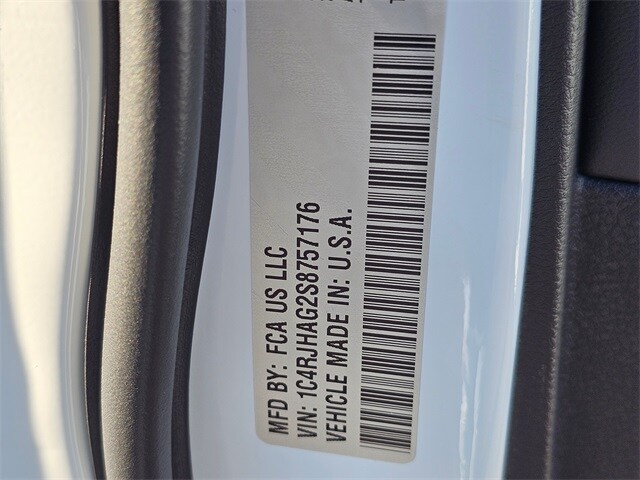 MFD BY: FCA US LLC
VIN: 1C4RJHAG2S8757176
VEHICLE MADE IN: U.S.A.